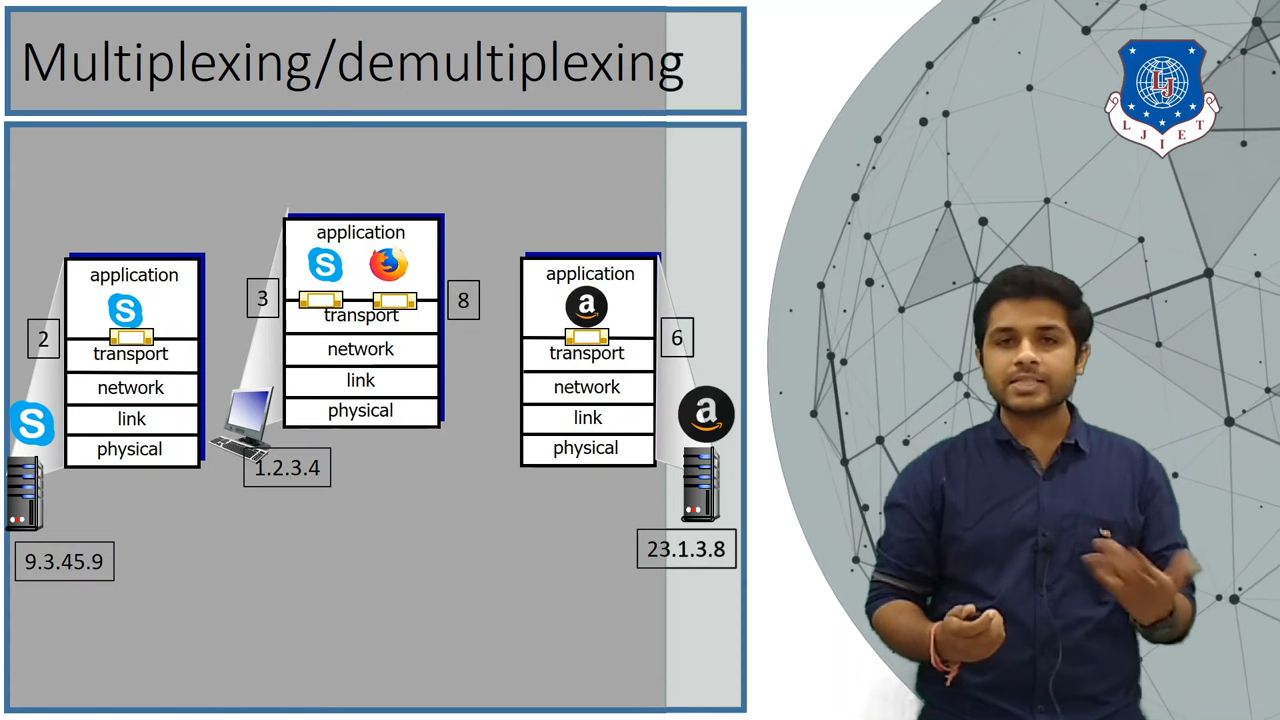 Multiplexing/demultiplexing
LJ
L J I E T
application
S
2
transport
network
link
physical
S
9.3.45.9
application
S
3
8
transport
network
link
physical
1.2.3.4
application
a
6
transport
network
link
physical
a
23.1.3.8